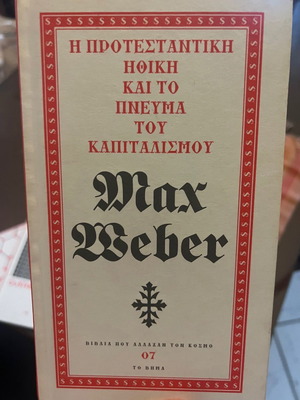 Η ΠΡΟΤΕΣΤΑΝΤΙΚΗ
ΗΘΙΚΗ
ΚΑΙ ΤΟ
ΠΝΕΥΜΑ
ΤΟΥ
ΚΑΠΙΤΑΛΙΣΜΟΥ
Max
Weber
ΒΙΒΛΙΑ ΠΟΥ ΑΛΛΑΞΑΝ ΤΟΝ ΚΟΣΜΟ
07
ΤΟ ΒΗΜΑ